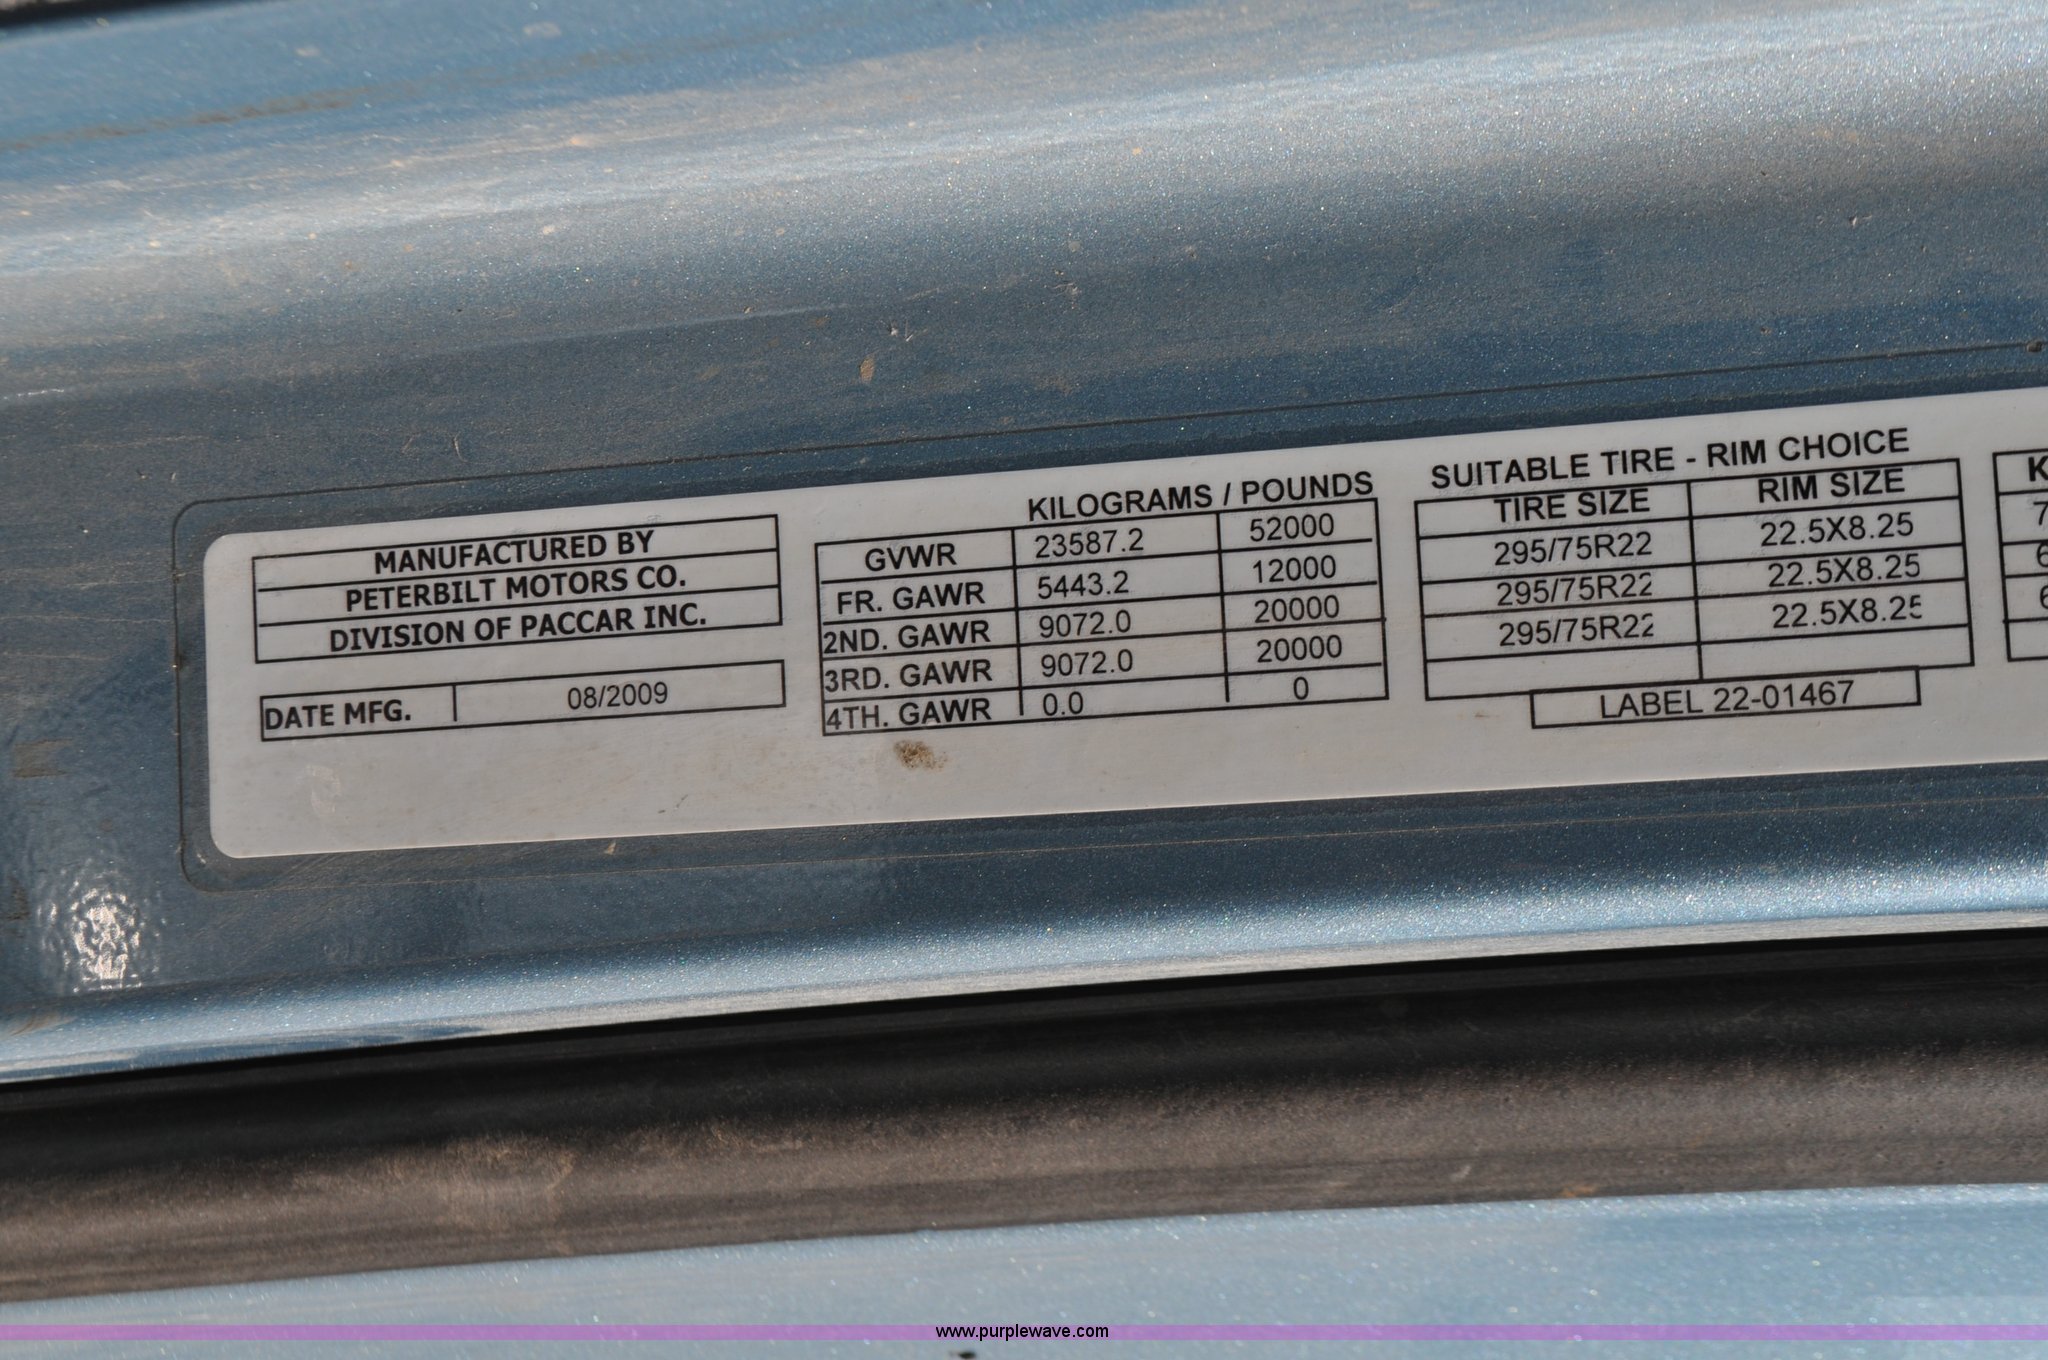 MANUFACTURED BY
PETERBILT MOTORS CO.
DIVISION OF PACCAR INC.
DATE MFG. 08/2009
KILOGRAMS / POUNDS
GVWR 23587.2 52000
FR. GAWR 5443.2 12000
2ND. GAWR 9072.0 20000
3RD. GAWR 9072.0 20000
4TH. GAWR 0.0 0
SUITABLE TIRE - RIM CHOICE
TIRE SIZE RIM SIZE
295/75R22 22.5X8.25
295/75R22 22.5X8.25
295/75R22 22.5X8.25
LABEL 22-01467
www.purplewave.com